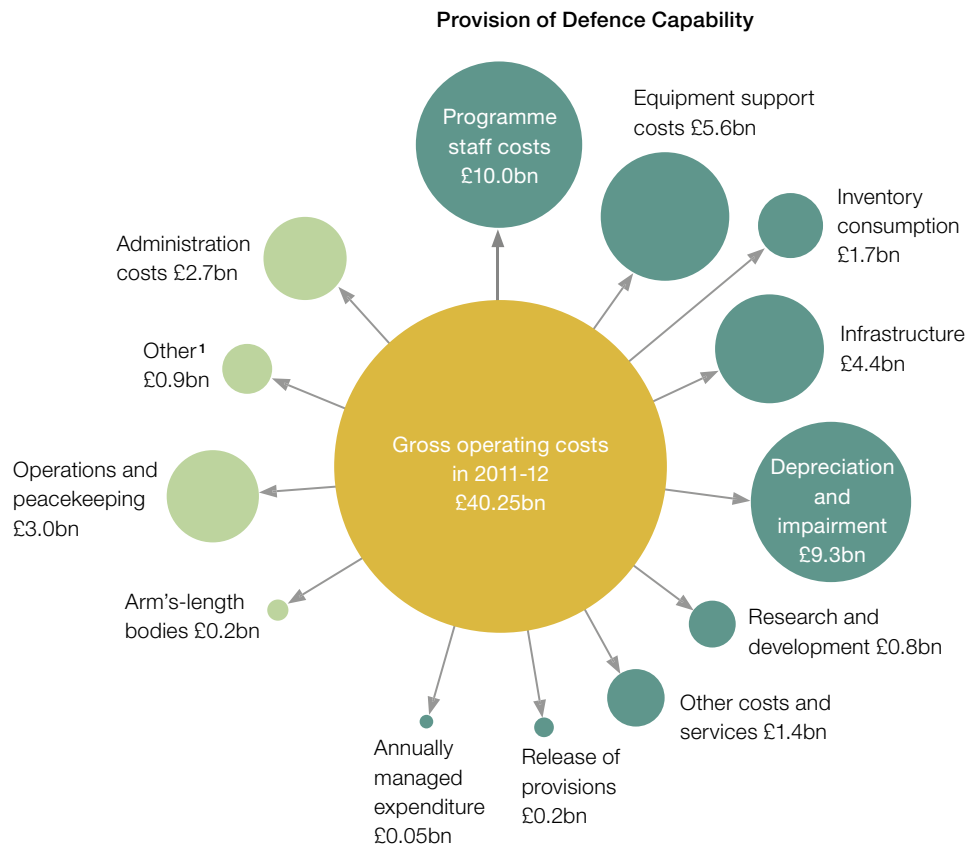 Provision of Defence Capability
Programme
staff costs
£10.0bn
Equipment support
costs £5.6bn
Inventory
consumption
£1.7bn
Infrastructure
£4.4bn
Depreciation
and
impairment
£9.3bn
Research and
development £0.8bn
Other costs and
services £1.4bn
Release of
provisions
£0.2bn
Annually
managed
expenditure
£0.05bn
Arm's-length
bodies £0.2bn
Operations and
peacekeeping
£3.0bn
Other¹
£0.9bn
Administration
costs £2.7bn
Gross operating costs
in 2011-12
£40.25bn